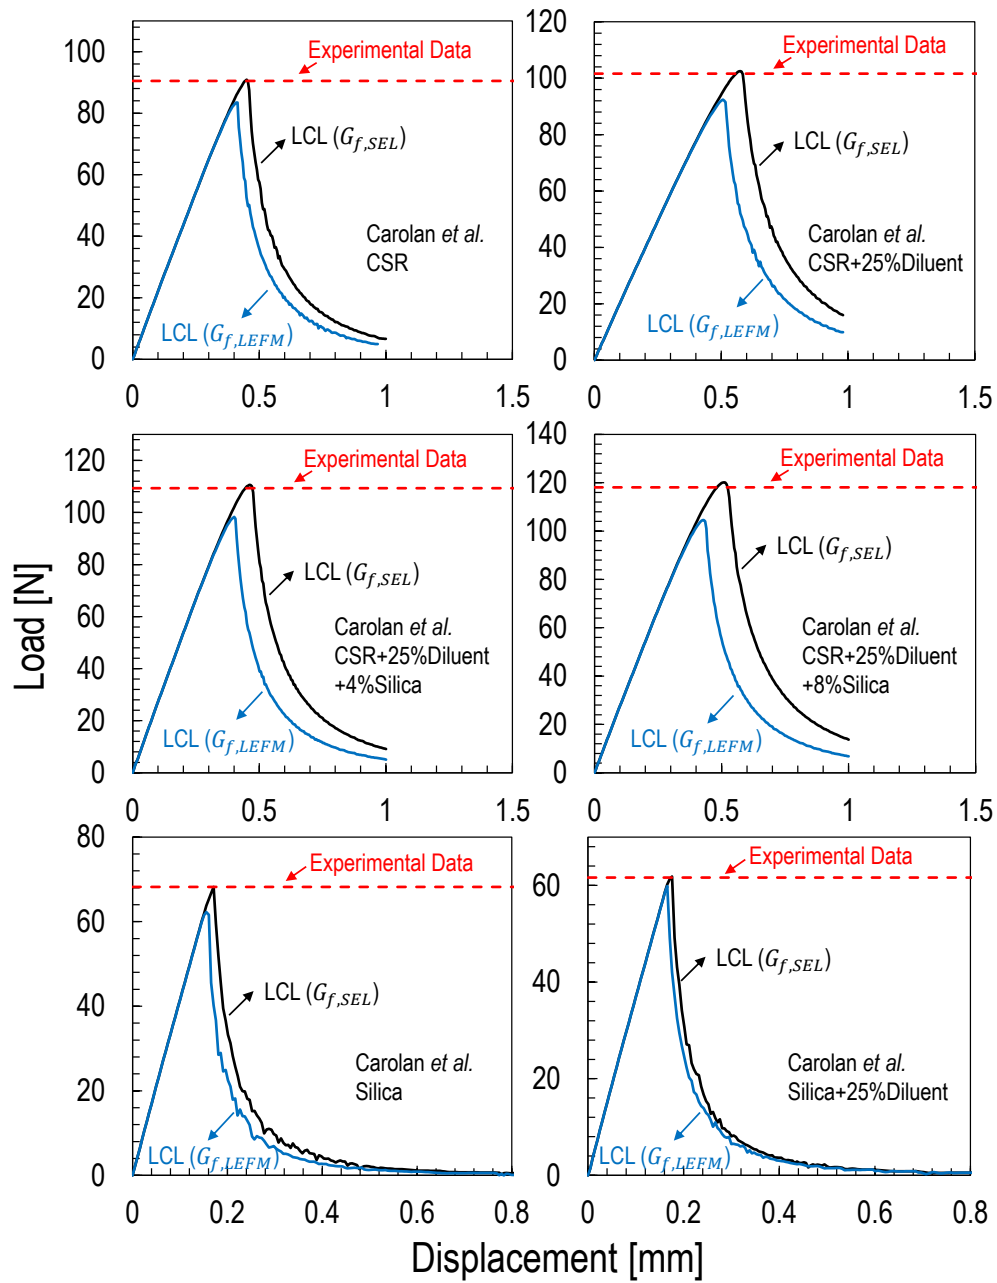 Load [N]
100
80
60
40
20
0
Experimental Data
LCL (G_{f,SEL})
Carolan et al.
CSR
LCL (G_{f,LEFM})
0 0.5 1 1.5
120
100
80
60
40
20
0
Experimental Data
LCL (G_{f,SEL})
Carolan et al.
CSR+25%Diluent
LCL (G_{f,LEFM})
0 0.5 1 1.5
120
100
80
60
40
20
0
Experimental Data
LCL (G_{f,SEL})
Carolan et al.
CSR+25%Diluent
+4%Silica
LCL (G_{f,LEFM})
0 0.5 1 1.5
140
120
100
80
60
40
20
0
Experimental Data
LCL (G_{f,SEL})
Carolan et al.
CSR+25%Diluent
+8%Silica
LCL (G_{f,LEFM})
0 0.5 1 1.5
80
60
40
20
0
Experimental Data
LCL (G_{f,SEL})
Carolan et al.
Silica
LCL (G_{f,LEFM})
0 0.2 0.4 0.6 0.8
60
40
20
0
Experimental Data
LCL (G_{f,SEL})
Carolan et al.
Silica+25%Diluent
LCL (G_{f,LEFM})
0 0.2 0.4 0.6 0.8
Displacement [mm]